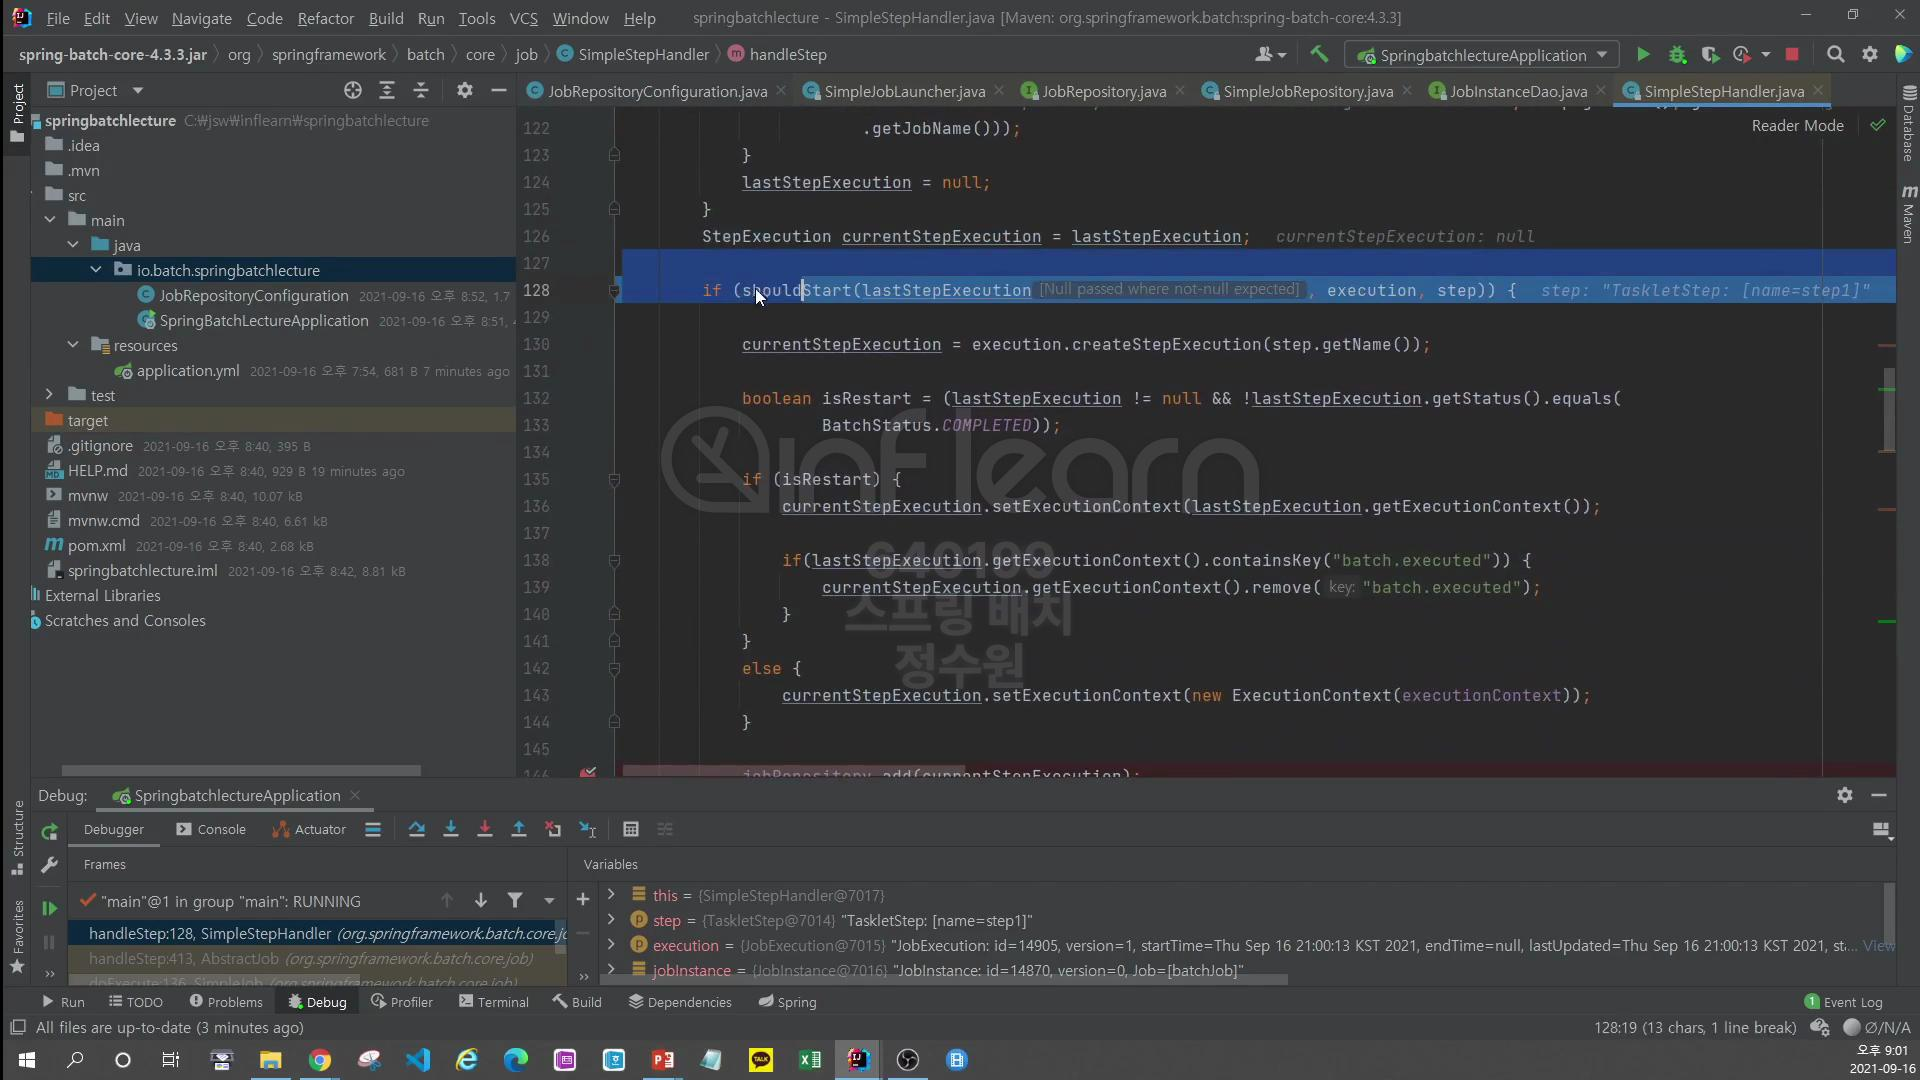 File Edit View Navigate Code Refactor Build Run Tools VCS Window Help springbatchlecture - SimpleStepHandler.java [Maven: org.springframework.batch:spring-batch-core:4.3.3]
spring-batch-core-4.3.3.jar org springframework batch core job SimpleStepHandler handleStep SpringbatchlectureApplication
Project
JobRepositoryConfiguration.java SimpleJobLauncher.java JobRepository.java SimpleJobRepository.java JobInstanceDao.java SimpleStepHandler.java
Project
Database
Maven
Structure
Favorites
springbatchlecture C:\jsw\inflearn\springbatchlecture
.idea
.mvn
src
main
java
io.batch.springbatchlecture
JobRepositoryConfiguration 2021-09-16 오후 8:52, 1.7
SpringBatchLectureApplication 2021-09-16 오후 8:51, 4
resources
application.yml 2021-09-16 오후 7:54, 681 B 7 minutes ago
test
target
.gitignore 2021-09-16 오후 8:40, 395 B
HELP.md 2021-09-16 오후 8:40, 929 B 19 minutes ago
mvnw 2021-09-16 오후 8:40, 10.07 kB
mvnw.cmd 2021-09-16 오후 8:40, 6.61 kB
pom.xml 2021-09-16 오후 8:40, 2.68 kB
springbatchlecture.iml 2021-09-16 오후 8:42, 8.81 kB
External Libraries
Scratches and Consoles
Reader Mode
122 .getJobName()));
123 }
124 lastStepExecution = null;
125 }
126 StepExecution currentStepExecution = lastStepExecution; currentStepExecution: null
127
128 if (shouldStart(lastStepExecution [Null passed where not-null expected] , execution, step)) { step: "TaskletStep: [name=step1]"
129
130 currentStepExecution = execution.createStepExecution(step.getName());
131
132 boolean isRestart = (lastStepExecution != null && !lastStepExecution.getStatus().equals(
133 BatchStatus.COMPLETED));
134
135 if (isRestart) {
136 currentStepExecution.setExecutionContext(lastStepExecution.getExecutionContext());
137
138 if(lastStepExecution.getExecutionContext().containsKey("batch.executed")) {
139 currentStepExecution.getExecutionContext().remove( key: "batch.executed");
140 }
141 }
142 else {
143 currentStepExecution.setExecutionContext(new ExecutionContext(executionContext));
144 }
145
146 jobRepository.add(currentStepExecution);
inflearn
640199
스프링 배치
정수원
Debug: SpringbatchlectureApplication
Debugger Console Actuator
Frames Variables
"main"@1 in group "main": RUNNING
handleStep:128, SimpleStepHandler (org.springframework.batch.core.jo
handleStep:413, AbstractJob (org.springframework.batch.core.job)
doExecute:136, SimpleJob (org.springframework.batch.core.job)
this = {SimpleStepHandler@7017}
step = {TaskletStep@7014} "TaskletStep: [name=step1]"
execution = {JobExecution@7015} "JobExecution: id=14905, version=1, startTime=Thu Sep 16 21:00:13 KST 2021, endTime=null, lastUpdated=Thu Sep 16 21:00:13 KST 2021, st... View
jobInstance = {JobInstance@7016} "JobInstance: id=14870, version=0, Job=[batchJob]"
Run TODO Problems Debug Profiler Terminal Build Dependencies Spring 1 Event Log
All files are up-to-date (3 minutes ago) 128:19 (13 chars, 1 line break) Ø/N/A
오후 9:01
2021-09-16